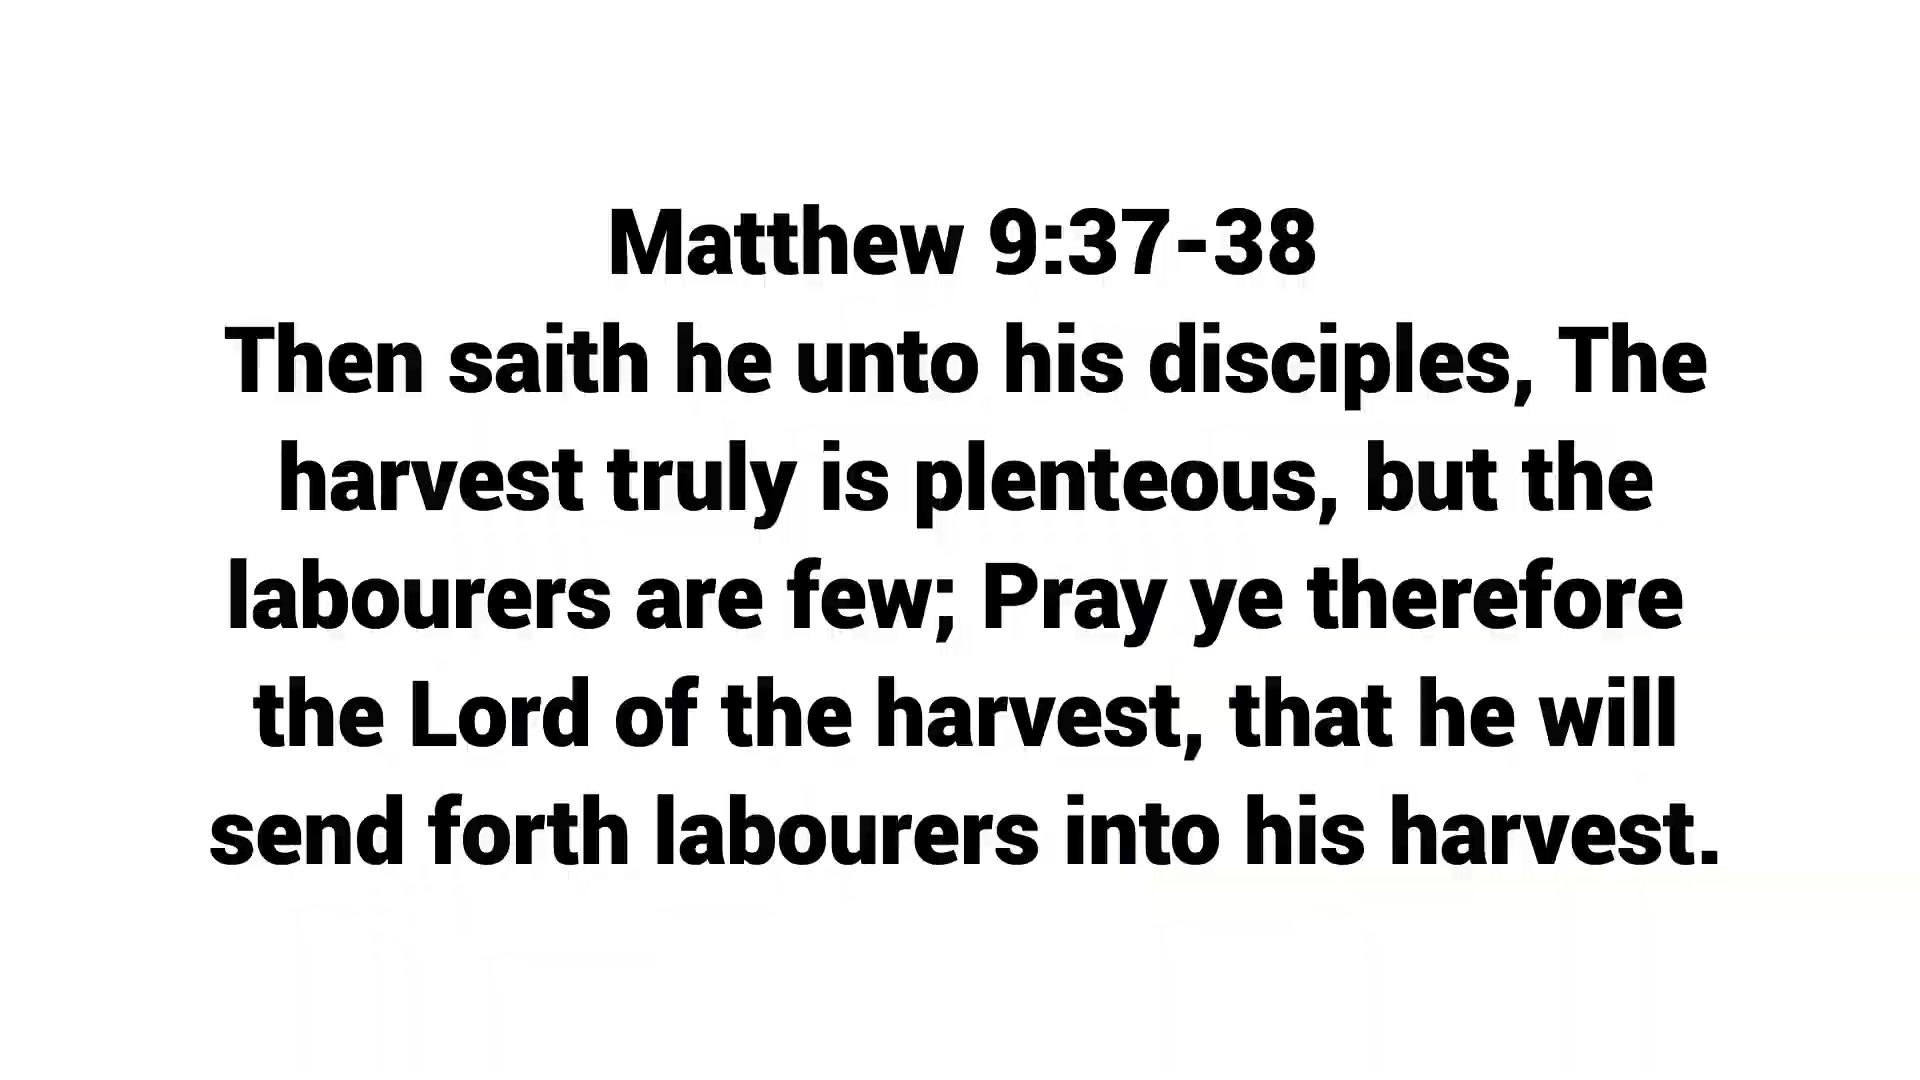 Matthew 9:37-38
Then saith he unto his disciples, The
harvest truly is plenteous, but the
labourers are few; Pray ye therefore
the Lord of the harvest, that he will
send forth labourers into his harvest.